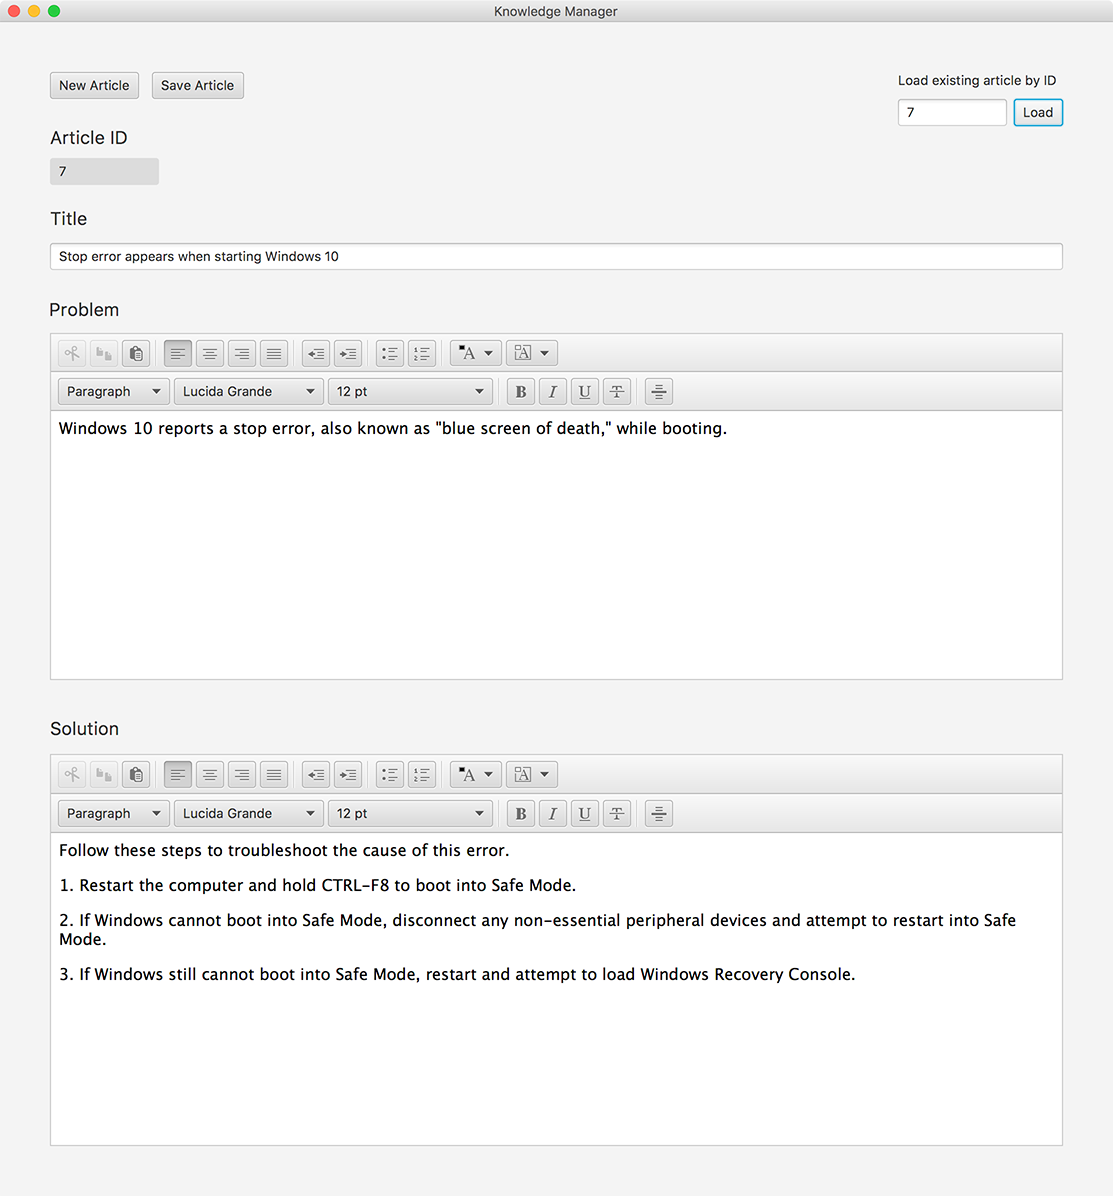 Knowledge Manager
New Article Save Article
Load existing article by ID
7 Load
Article ID
7
Title
Stop error appears when starting Windows 10
Problem
A A
Paragraph Lucida Grande 12 pt B I U T
Windows 10 reports a stop error, also known as "blue screen of death," while booting.
Solution
A A
Paragraph Lucida Grande 12 pt B I U T
Follow these steps to troubleshoot the cause of this error.
1. Restart the computer and hold CTRL-F8 to boot into Safe Mode.
2. If Windows cannot boot into Safe Mode, disconnect any non-essential peripheral devices and attempt to restart into Safe
Mode.
3. If Windows still cannot boot into Safe Mode, restart and attempt to load Windows Recovery Console.